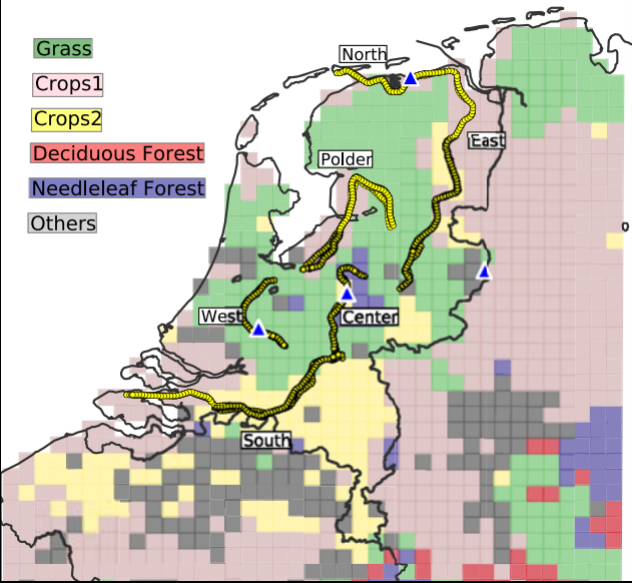 Grass
Crops1
Crops2
Deciduous Forest
Needleleaf Forest
Others
North
East
Polder
West
Center
South